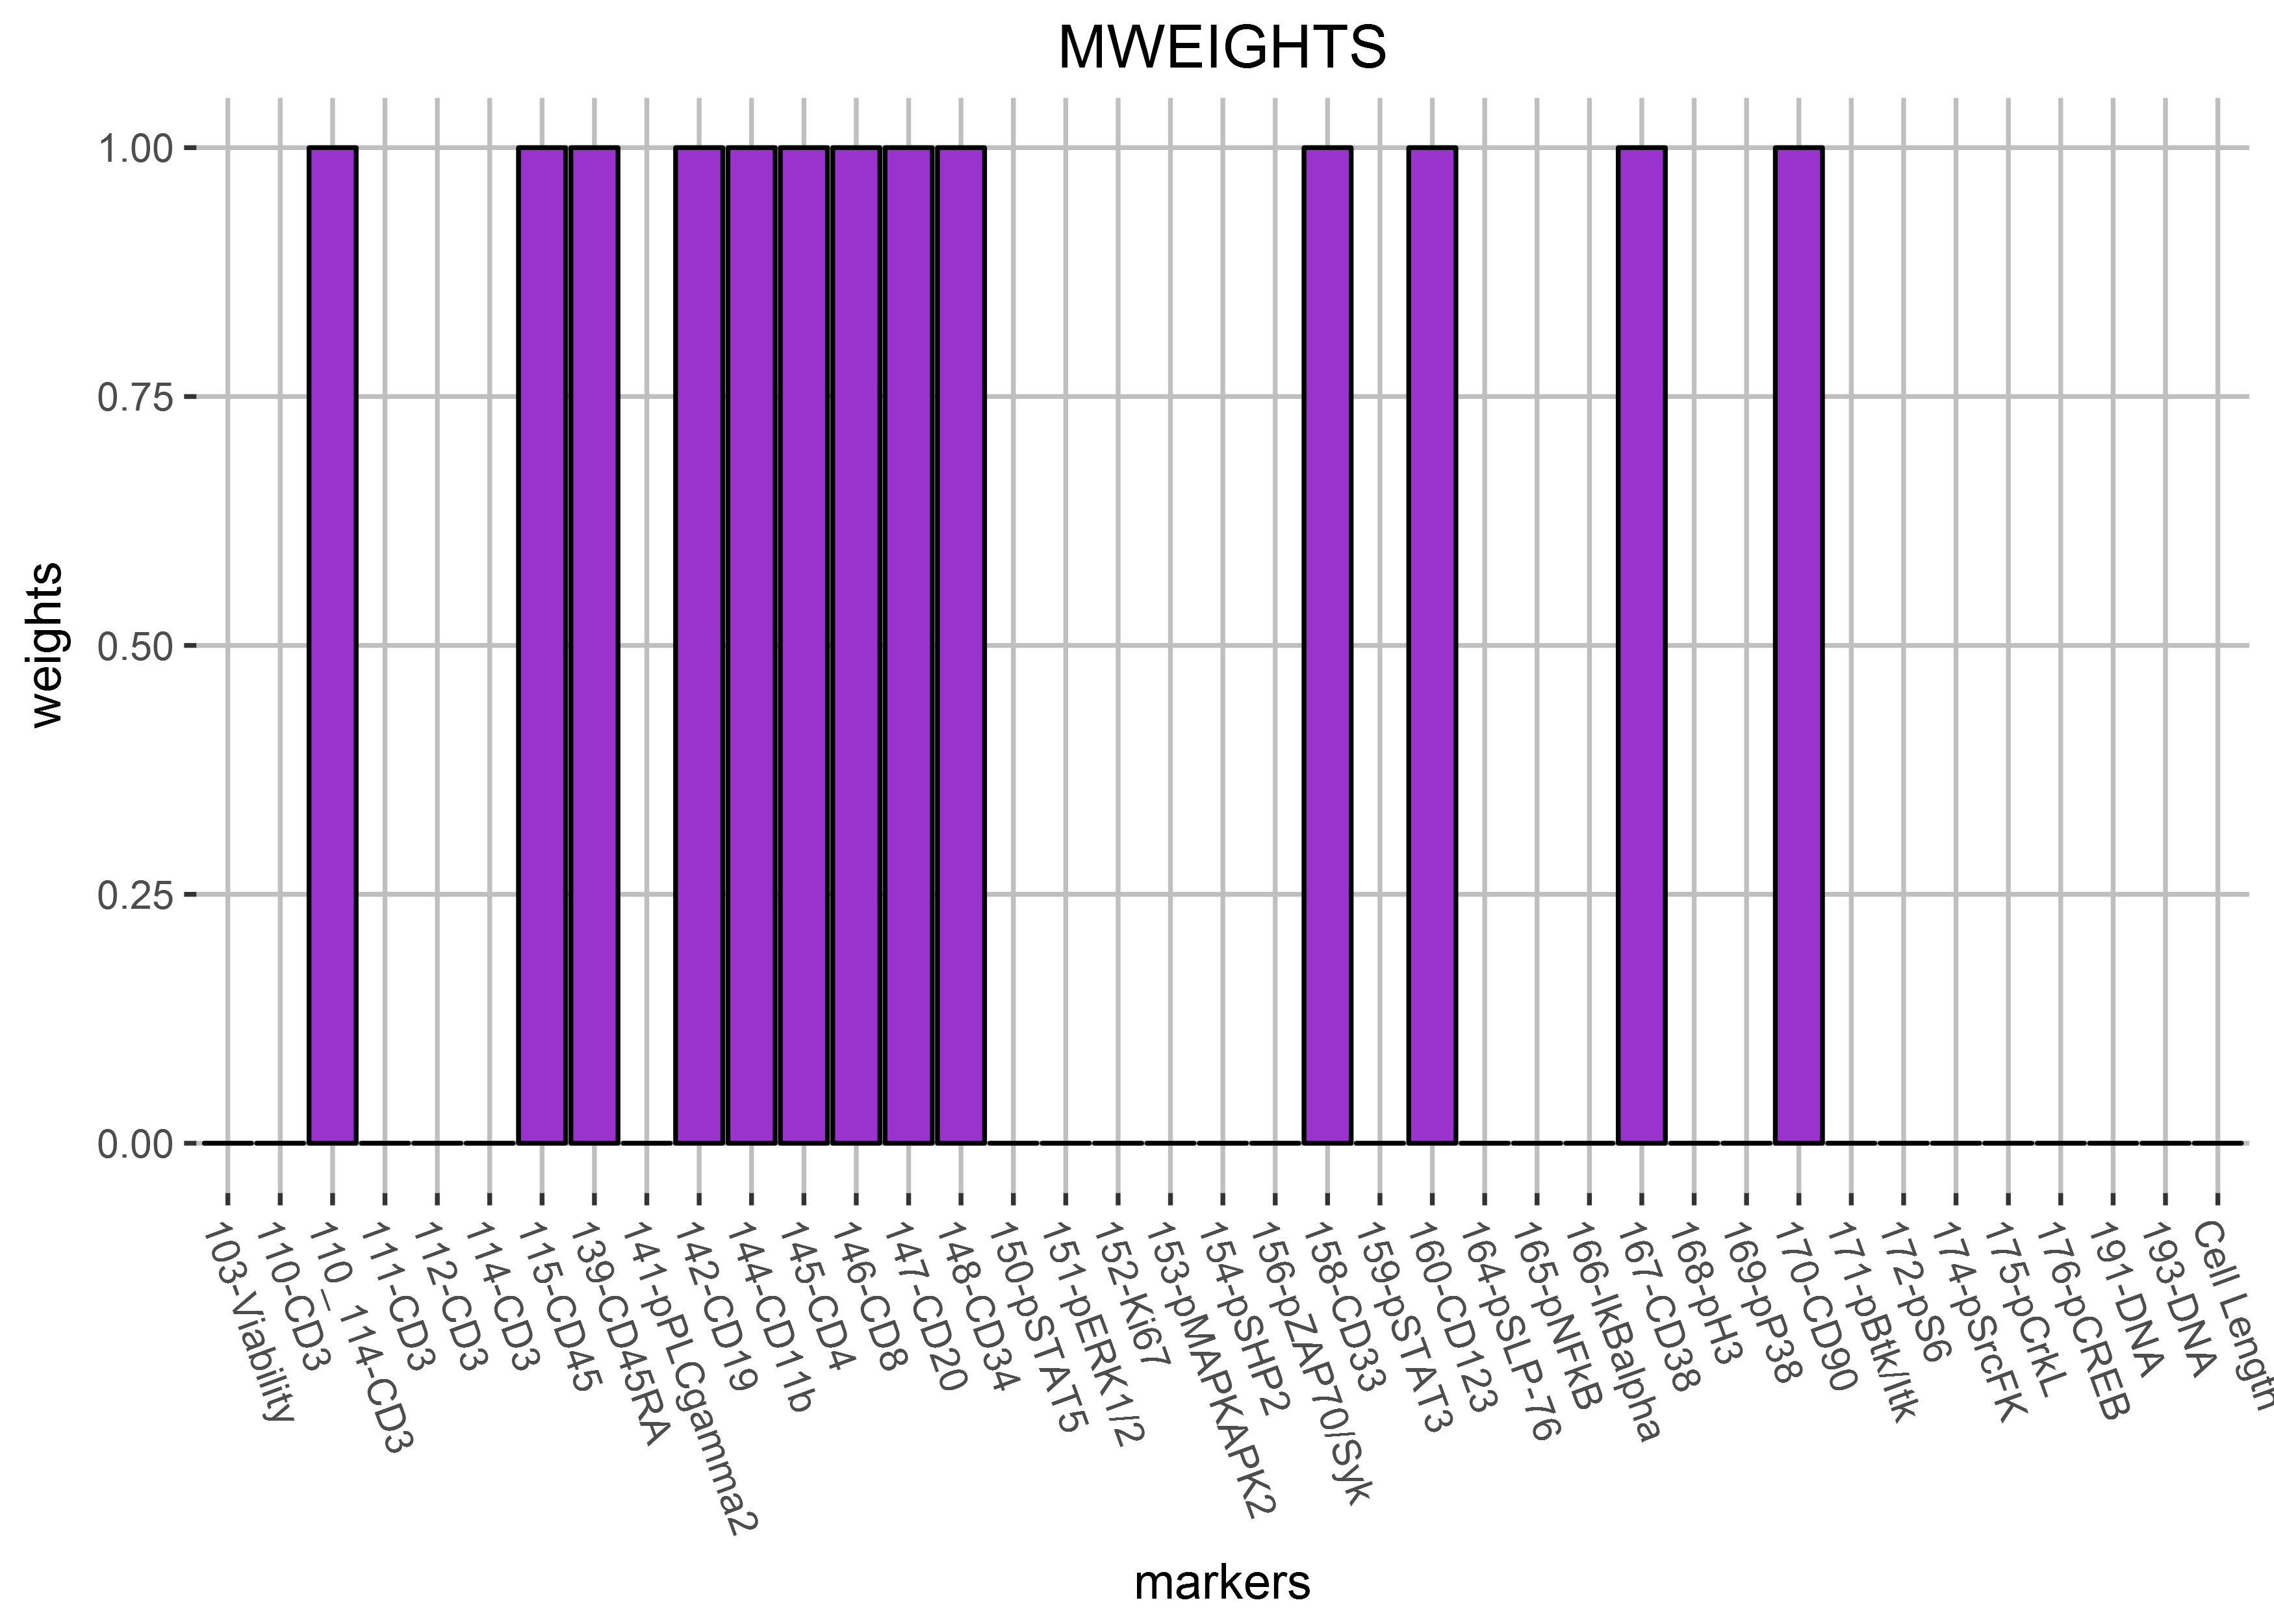 MWEIGHTS
weights
1.00
0.75
0.50
0.25
0.00
103-Viability
110-CD3
110_114-CD3
111-CD3
112-CD3
114-CD3
115-CD45
139-CD45RA
141-pPLCgamma2
142-CD19
144-CD11b
145-CD4
146-CD8
147-CD20
148-CD34
150-pSTAT5
151-pERK1/2
152-Ki67
153-pMAPKAPK2
154-pSHP2
156-pZAP70/Syk
158-CD33
159-pSTAT3
160-CD123
164-pSLP-76
165-pNFkB
166-IkBalpha
167-CD38
168-pH3
169-pP38
170-CD90
171-pBtk/Itk
172-pS6
174-pSrcFK
175-pCrkL
176-pCREB
191-DNA
193-DNA
Cell Length
markers